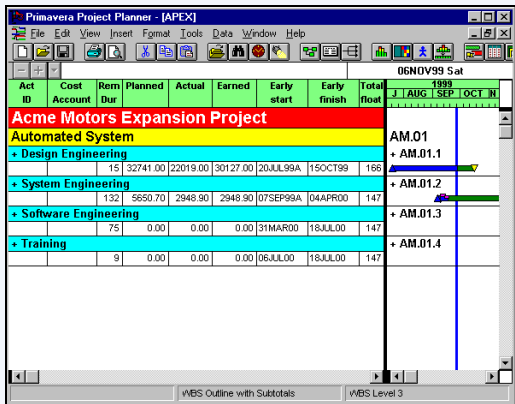 Primavera Project Planner - [APEX]
File Edit View Insert Format Tools Data Window Help
06NOV99 Sat
Act ID Cost Account Rem Dur Planned Actual Earned Early start Early finish Total float
1999
J AUG SEP OCT N
Acme Motors Expansion Project
Automated System AM.01
+ Design Engineering + AM.01.1
15 32741.00 22019.00 30127.00 20JUL99A 15OCT99 166
+ System Engineering + AM.01.2
132 5650.70 2948.90 2948.90 07SEP99A 04APR00 147
+ Software Engineering + AM.01.3
75 0.00 0.00 0.00 31MAR00 18JUL00 147
+ Training + AM.01.4
9 0.00 0.00 0.00 06JUL00 18JUL00 147
WBS Outline with Subtotals WBS Level 3